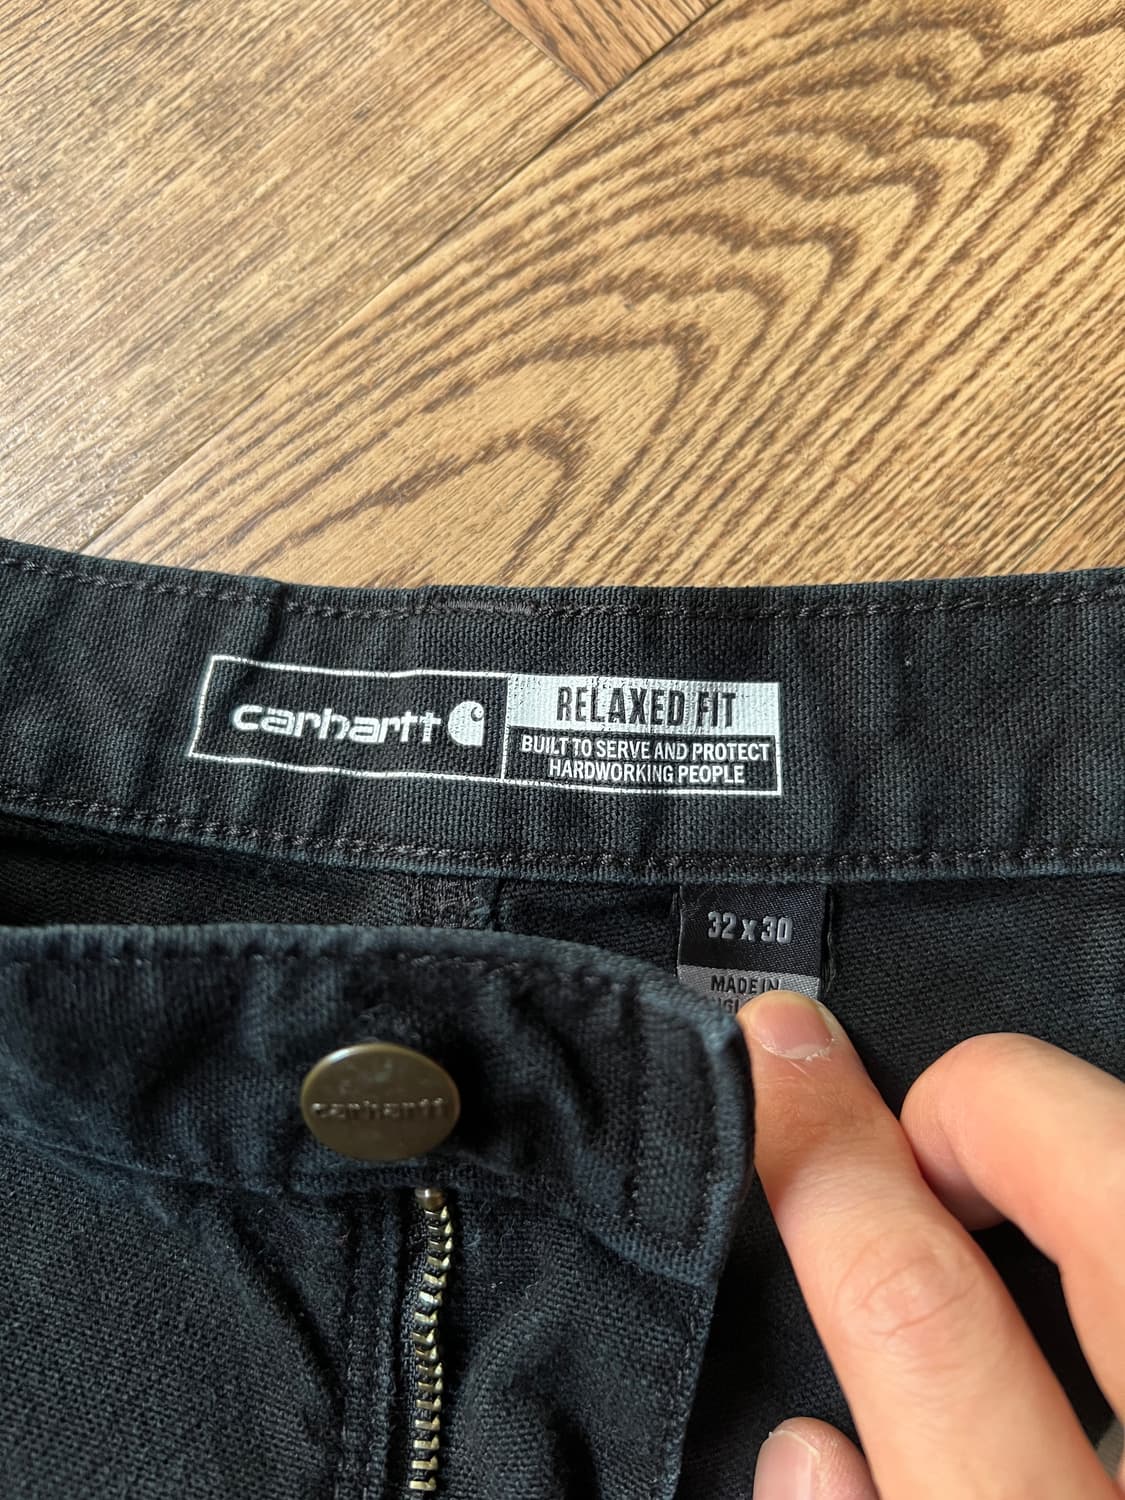 carhartt
RELAXED FIT
BUILT TO SERVE AND PROTECT
HARDWORKING PEOPLE
32 x 30
MADE IN
carhartt